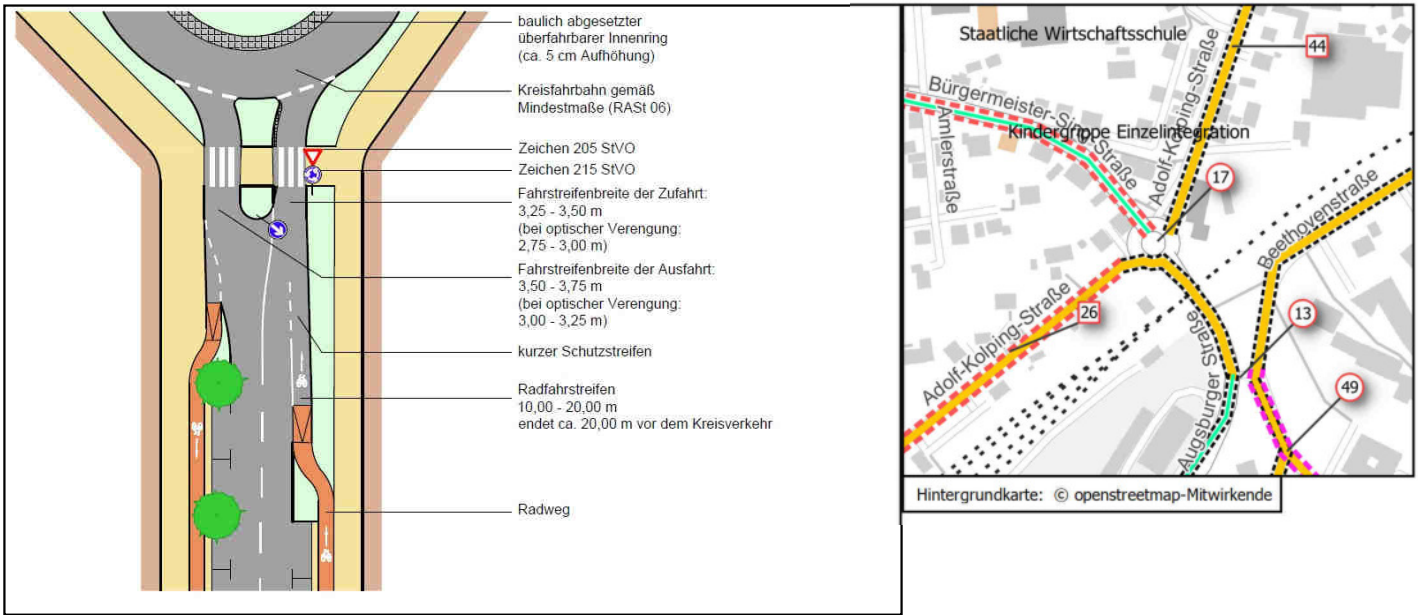 baulich abgesetzter
überfahrbarer Innenring
(ca. 5 cm Aufhöhung)
Kreisfahrbahn gemäß
Mindestmaße (RASt 06)
Zeichen 205 StVO
Zeichen 215 StVO
Fahrstreifenbreite der Zufahrt:
3,25 - 3,50 m
(bei optischer Verengung:
2,75 - 3,00 m)
Fahrstreifenbreite der Ausfahrt:
3,50 - 3,75 m
(bei optischer Verengung:
3,00 - 3,25 m)
kurzer Schutzstreifen
Radfahrstreifen
10,00 - 20,00 m
endet ca. 20,00 m vor dem Kreisverkehr
Radweg
Staatliche Wirtschaftsschule
44
Bürgermeister-Sing-Straße
Amlerstraße
Kindergrippe Einzelintegration
Adolf-Kolping-Straße
17
Beethovenstraße
26
13
Adolf-Kolping-Straße
Augsburger Straße
49
Hintergrundkarte: © openstreetmap-Mitwirkende